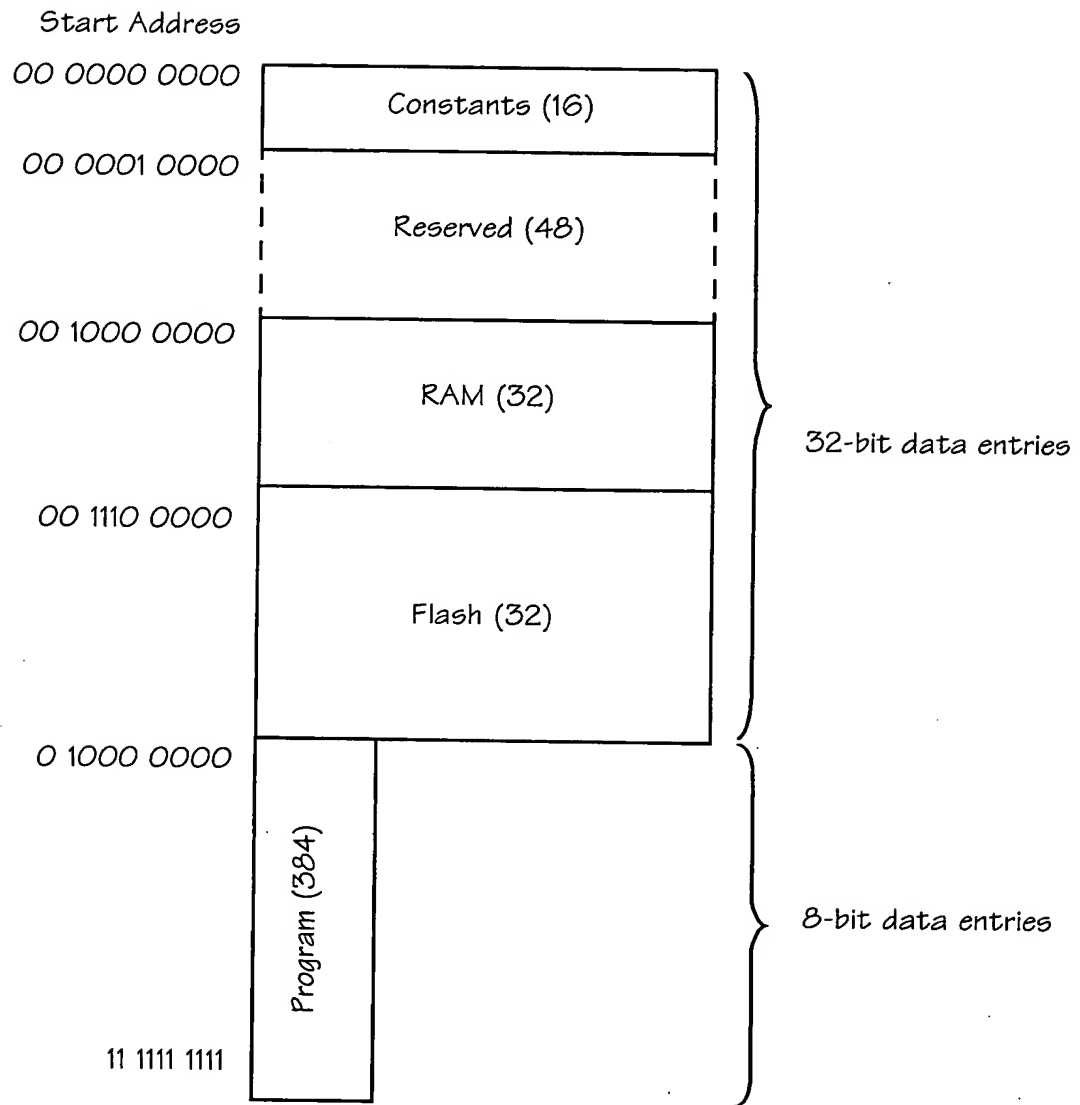 Start Address
00 0000 0000
Constants (16)
00 0001 0000
Reserved (48)
00 1000 0000
RAM (32)
32-bit data entries
00 1110 0000
Flash (32)
0 1000 0000
Program (384)
8-bit data entries
11 1111 1111